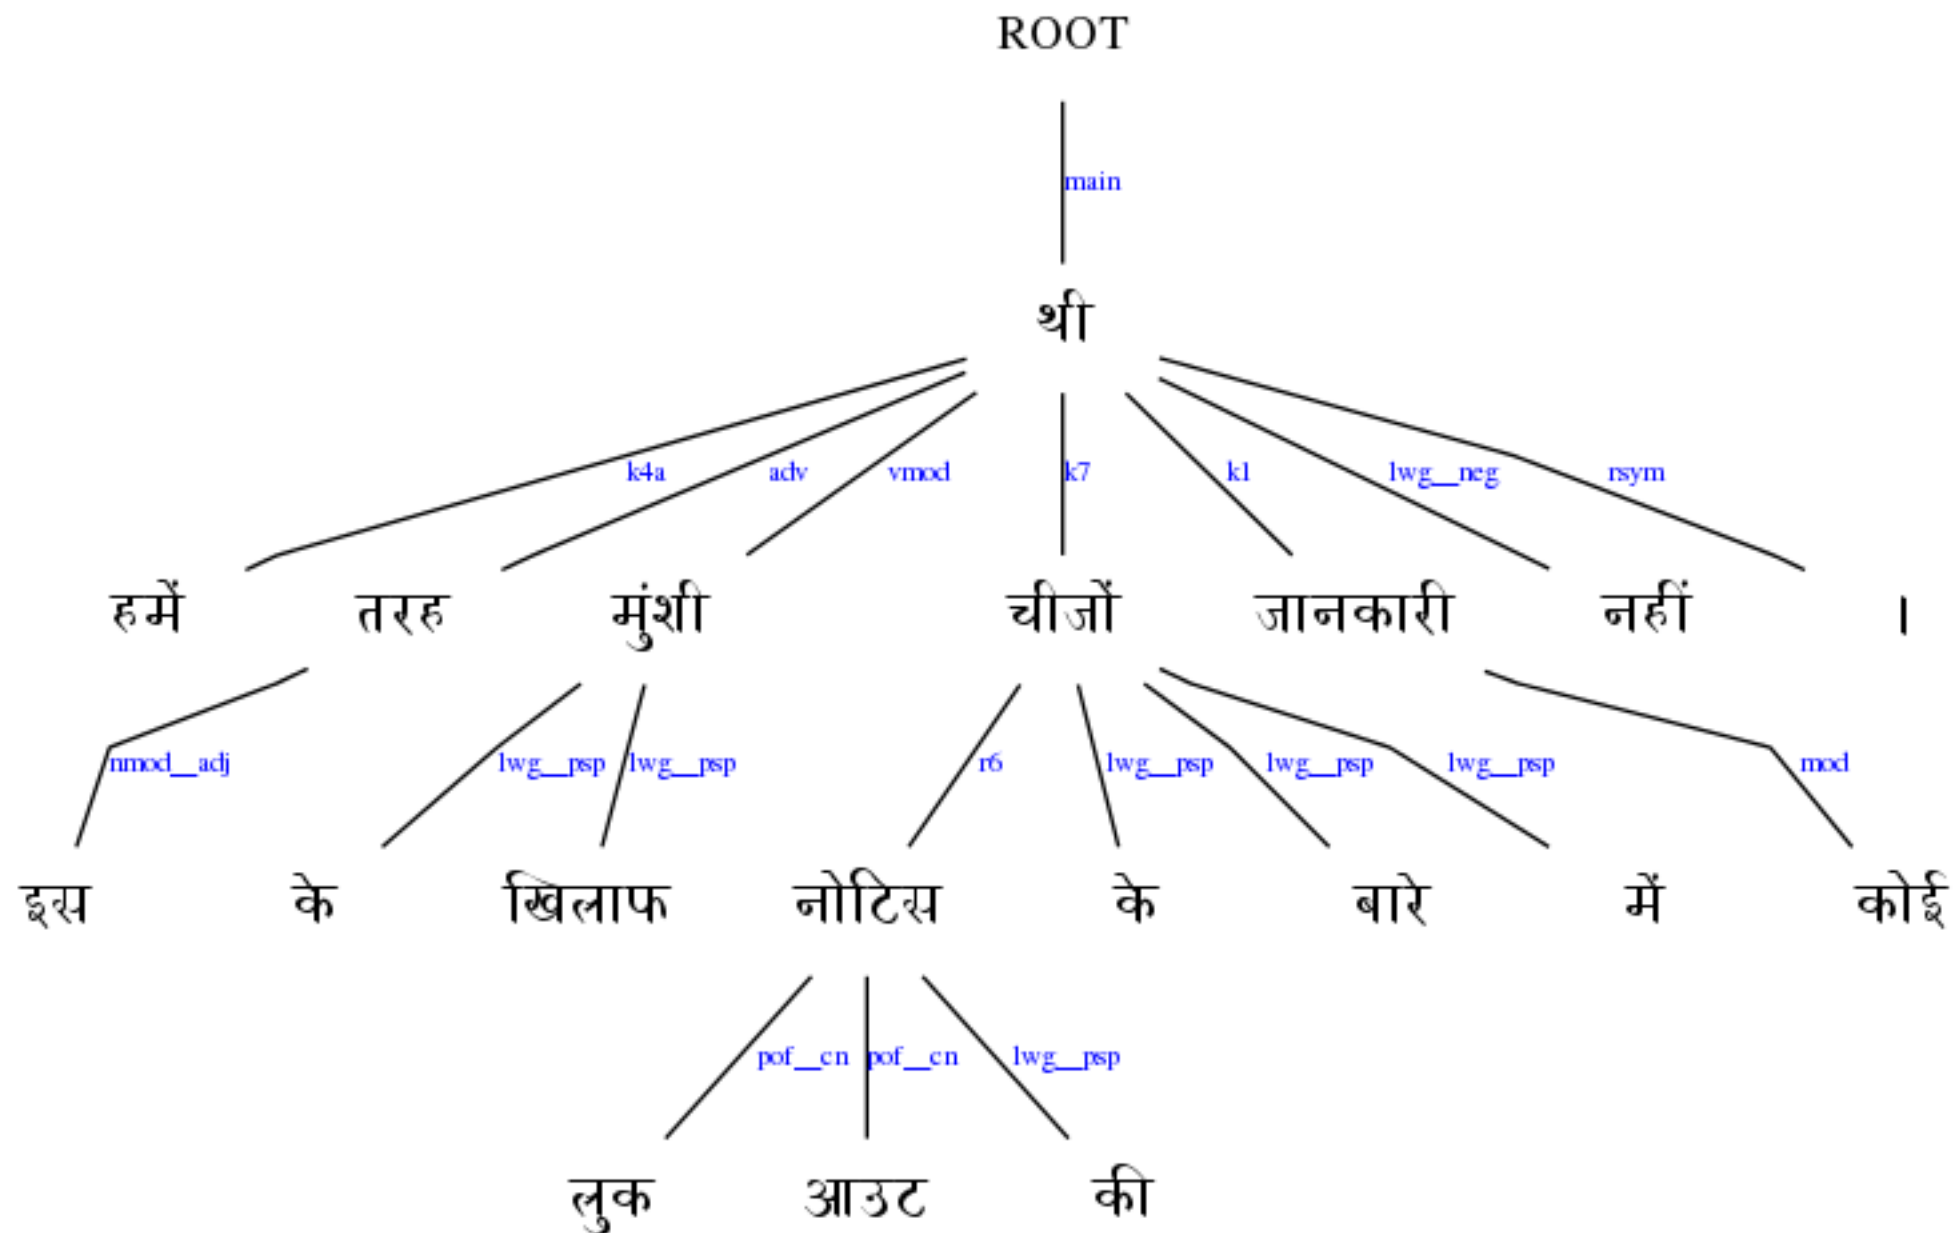 ROOT
main
थी
k4a adv vmod k7 k1 lwg__neg rsym
हमें तरह मुंशी चीजों जानकारी नहीं ।
nmod__adj lwg__psp lwg__psp r6 lwg__psp lwg__psp lwg__psp mod
इस के खिलाफ नोटिस के बारे में कोई
pof__cn pof__cn lwg__psp
लुक आउट की